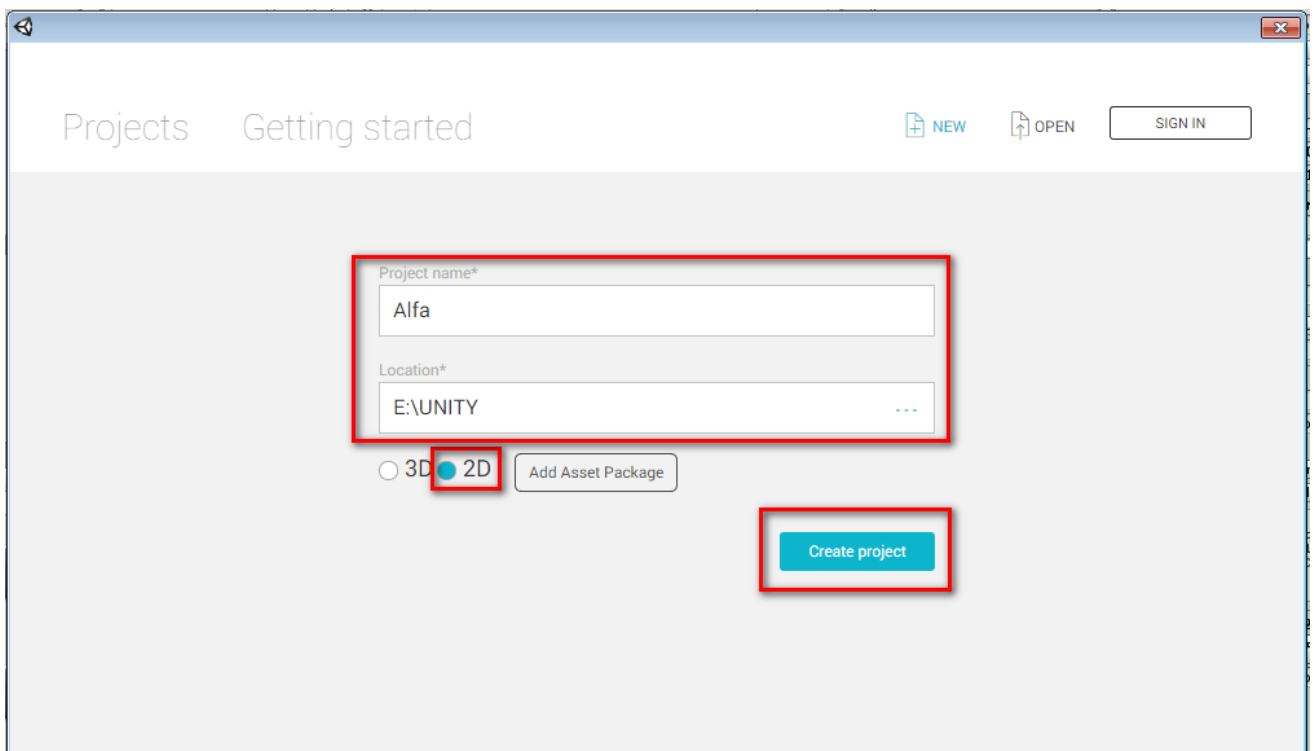 Projects Getting started NEW OPEN SIGN IN
Project name*
Alfa
Location*
E:\UNITY ...
3D 2D Add Asset Package
Create project